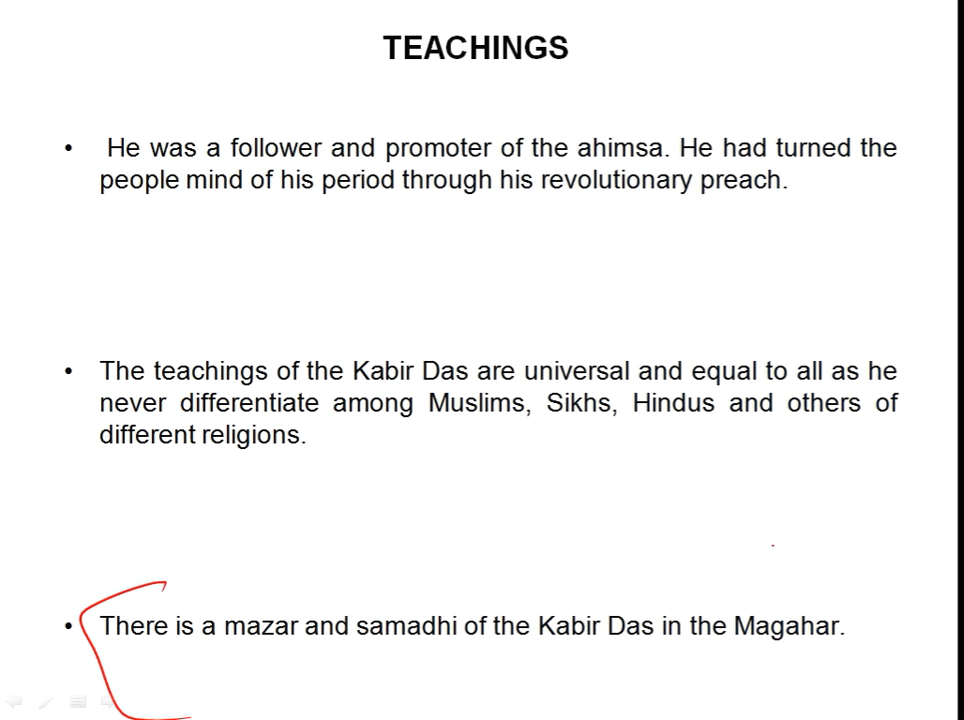 TEACHINGS
• He was a follower and promoter of the ahimsa. He had turned the
people mind of his period through his revolutionary preach.
• The teachings of the Kabir Das are universal and equal to all as he
never differentiate among Muslims, Sikhs, Hindus and others of
different religions.
• There is a mazar and samadhi of the Kabir Das in the Magahar.